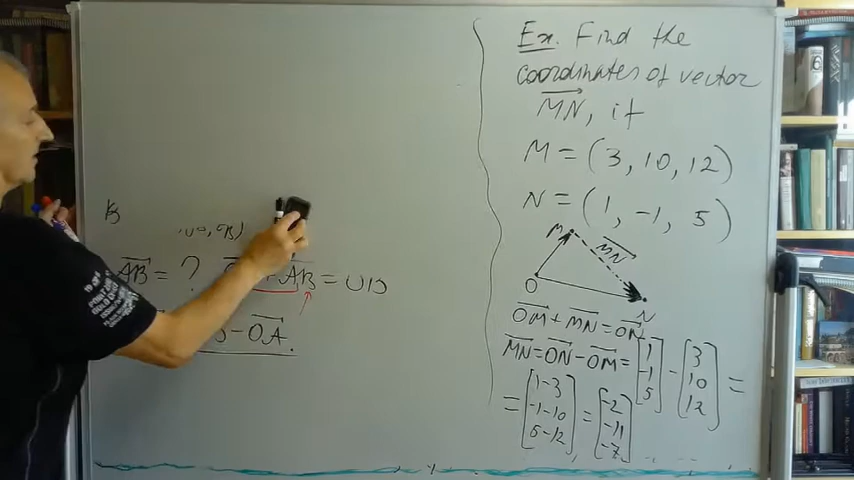 B
AB = ?
AB =
- OA.
Ex. Find the
coordinates of vector
MN, if
M = (3, 10, 12)
N = (1, -1, 5)
M
MN
O
N
OM + MN = ON
MN = ON - OM = [1 -1 5] - [3 10 12] =
= [1-3 -1-10 5-12] = [-2 -11 -7]